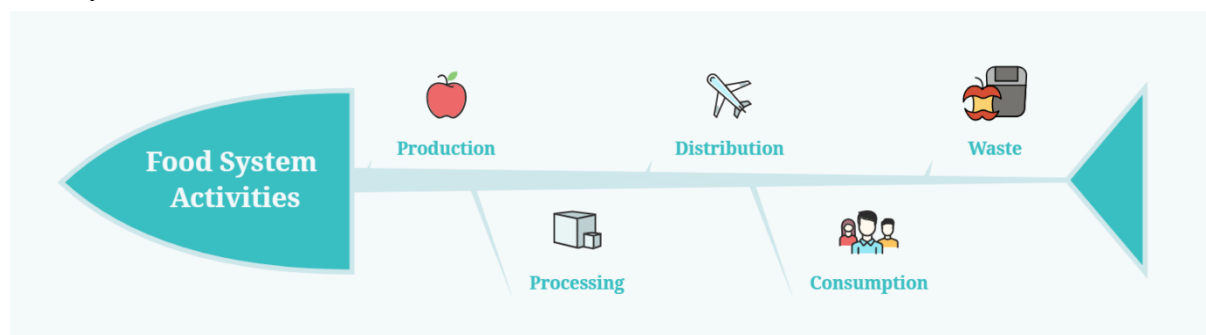 Food System
Activities
Production
Processing
Distribution
Consumption
Waste